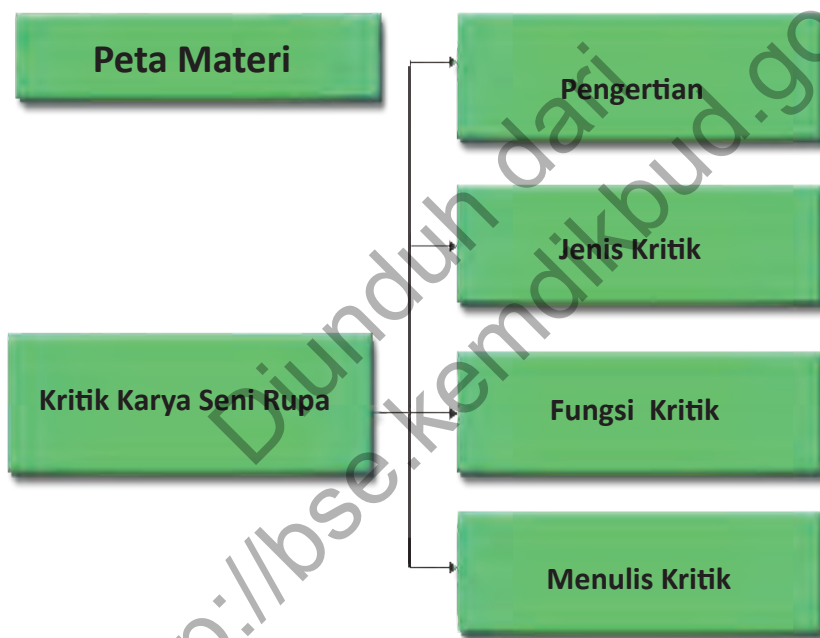 Peta Materi
Pengertian
Jenis Kritik
Kritik Karya Seni Rupa
Fungsi Kritik
Menulis Kritik
Diunduh dari
p://bse.kemdikbud.go